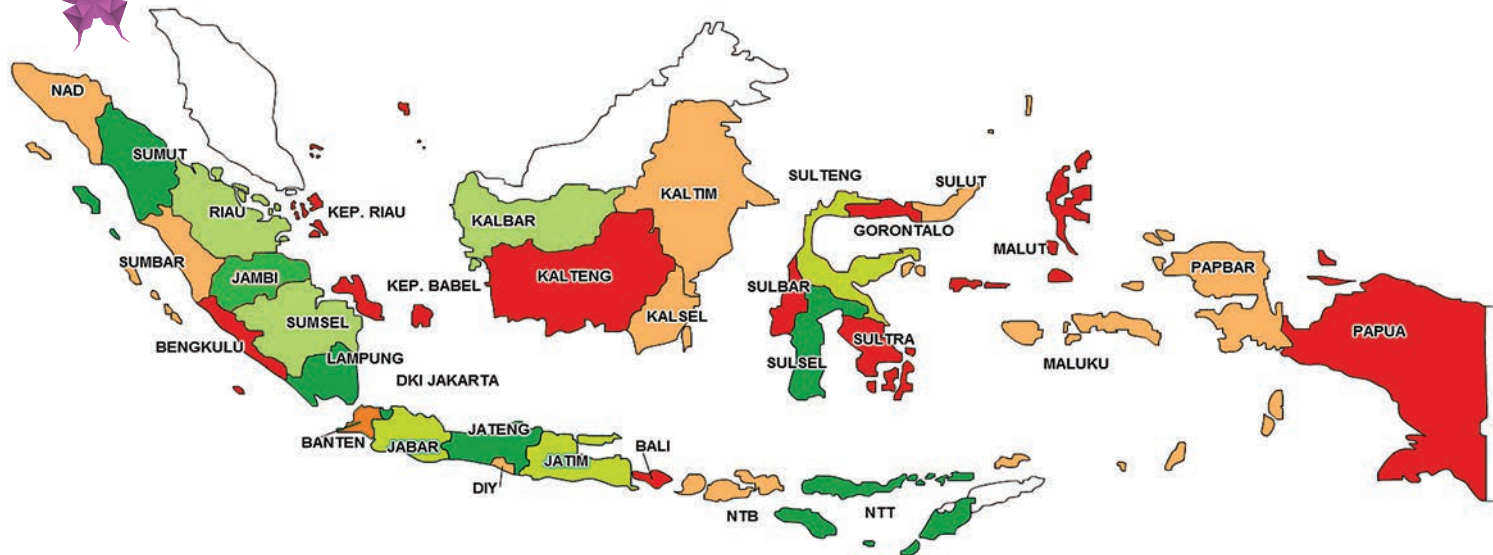 NAD
SUMUT
RIAU
KEP. RIAU
SUMBAR
JAMBI
KEP. BABEL
SUMSEL
BENGKULU
LAMPUNG
DKI JAKARTA
BANTEN
JABAR
JATENG
DIY
JATIM
BALI
NTB
NTT
KALBAR
KALTIM
KALTENG
KALSEL
SULTENG
SULUT
GORONTALO
SULBAR
SULSEL
SULTRA
MALUT
MALUKU
PAPBAR
PAPUA